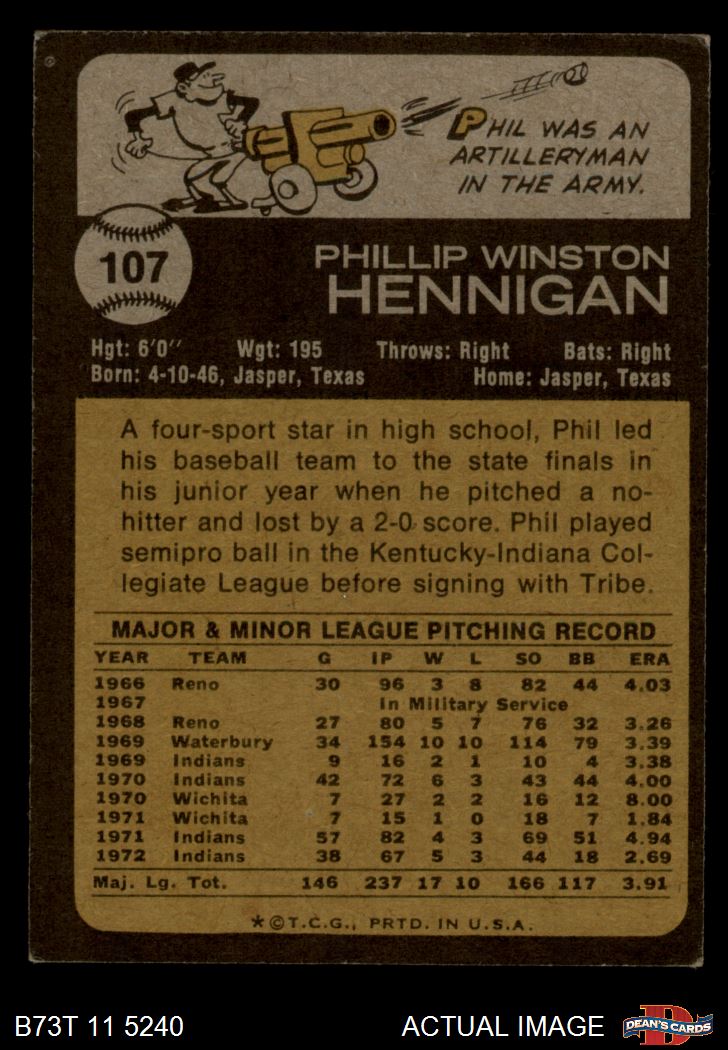 PHIL WAS AN
ARTILLERYMAN
IN THE ARMY.
107
PHILLIP WINSTON
HENNIGAN
Hgt: 6'0" Wgt: 195 Throws: Right Bats: Right
Born: 4-10-46, Jasper, Texas Home: Jasper, Texas
A four-sport star in high school, Phil led
his baseball team to the state finals in
his junior year when he pitched a no-
hitter and lost by a 2-0 score. Phil played
semipro ball in the Kentucky-Indiana Col-
legiate League before signing with Tribe.
MAJOR & MINOR LEAGUE PITCHING RECORD
YEAR TEAM G IP W L SO BB ERA
1966 Reno 30 96 3 8 82 44 4.03
1967 In Military Service
1968 Reno 27 80 5 7 76 32 3.26
1969 Waterbury 34 154 10 10 114 79 3.39
1969 Indians 9 16 2 1 10 4 3.38
1970 Indians 42 72 6 3 43 44 4.00
1970 Wichita 7 27 2 2 16 12 8.00
1971 Wichita 7 15 1 0 18 7 1.84
1971 Indians 57 82 4 3 69 51 4.94
1972 Indians 38 67 5 3 44 18 2.69
Maj. Lg. Tot. 146 237 17 10 166 117 3.91
*©T.C.G., PRTD. IN U.S.A.
B73T 11 5240 ACTUAL IMAGE DEAN'S CARDS